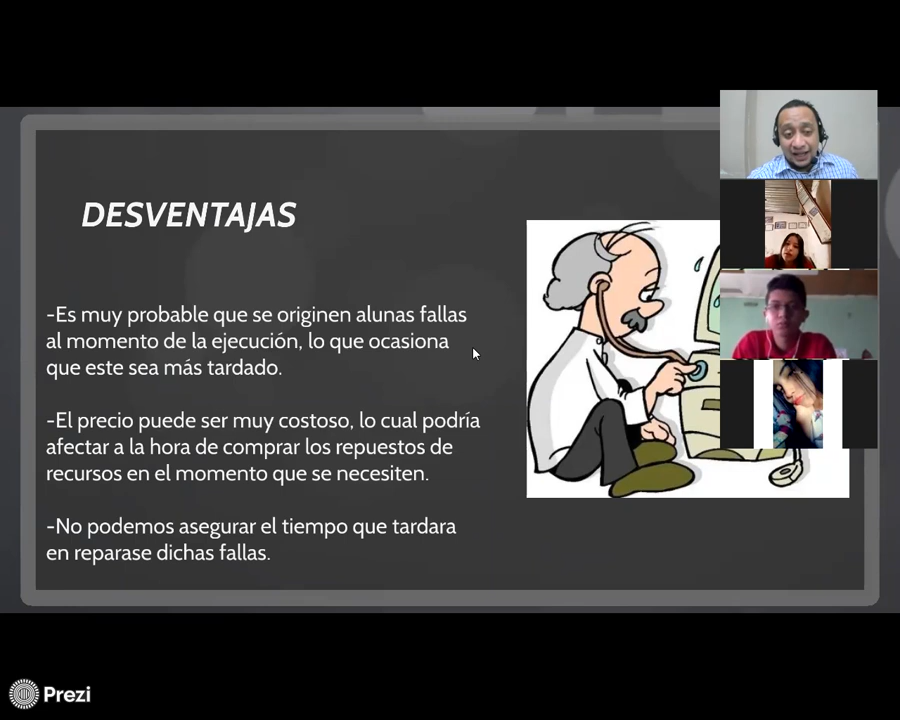 DESVENTAJAS
-Es muy probable que se originen alunas fallas
al momento de la ejecución, lo que ocasiona
que este sea más tardado.
-El precio puede ser muy costoso, lo cual podría
afectar a la hora de comprar los repuestos de
recursos en el momento que se necesiten.
-No podemos asegurar el tiempo que tardara
en reparase dichas fallas.
Prezi